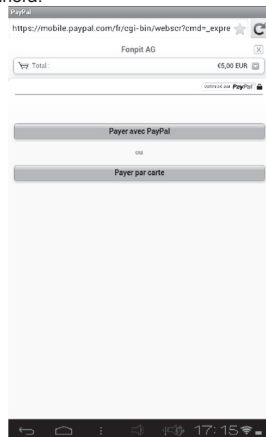 PayPal
https://mobile.paypal.com/fr/cgi-bin/webscr?cmd=_expre
Fonpit AG
Total : €5,00 EUR
PayPal
Payer avec PayPal
ou
Payer par carte
17:15